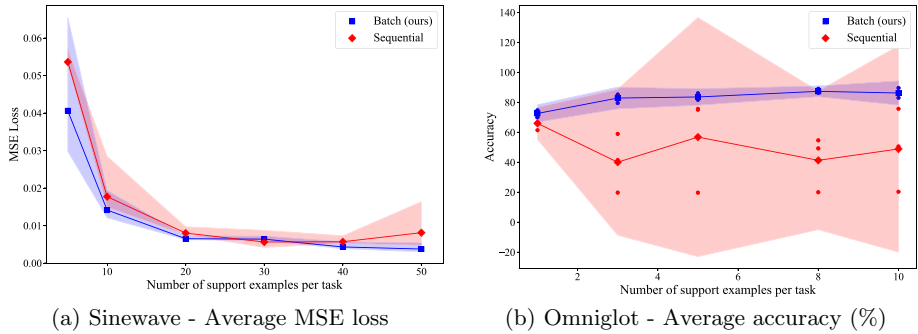 Batch (ours)
Sequential
MSE Loss
0.06
0.05
0.04
0.03
0.02
0.01
0.00
10
20
30
40
50
Number of support examples per task
(a) Sinewave - Average MSE loss
Batch (ours)
Sequential
Accuracy
140
120
100
80
60
40
20
0
−20
2
4
6
8
10
Number of support examples per task
(b) Omniglot - Average accuracy (%)